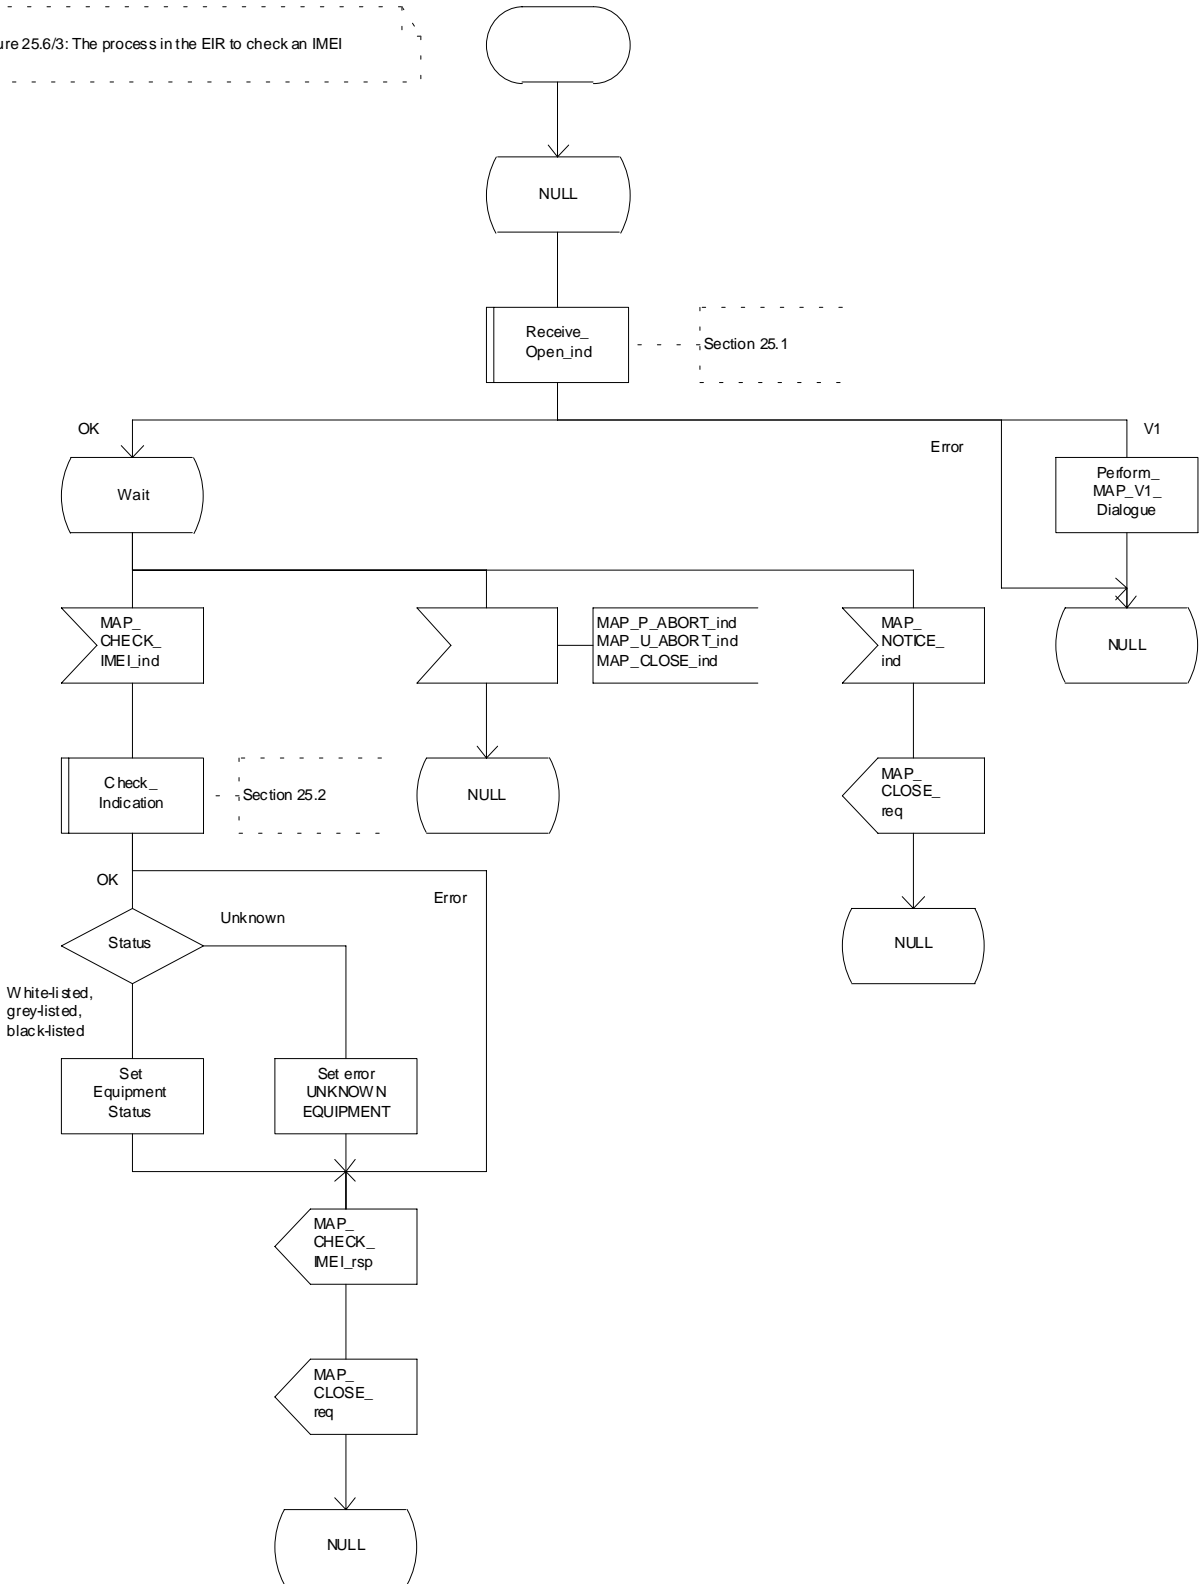 ure 25.6/3: The process in the EIR to check an IMEI
NULL
Receive_
Open_ind
Section 25.1
OK
Error
V1
Wait
Perform_
MAP_V1_
Dialogue
MAP_
CHECK_
IMEI_ind
MAP_P_ABORT_ind
MAP_U_ABORT_ind
MAP_CLOSE_ind
MAP_
NOTICE_
ind
NULL
Check_
Indication
Section 25.2
NULL
MAP_
CLOSE_
req
OK
Error
Unknown
Status
NULL
White-listed,
grey-listed,
black-listed
Set
Equipment
Status
Set error
UNKNOWN
EQUIPMENT
MAP_
CHECK_
IMEI_rsp
MAP_
CLOSE_
req
NULL